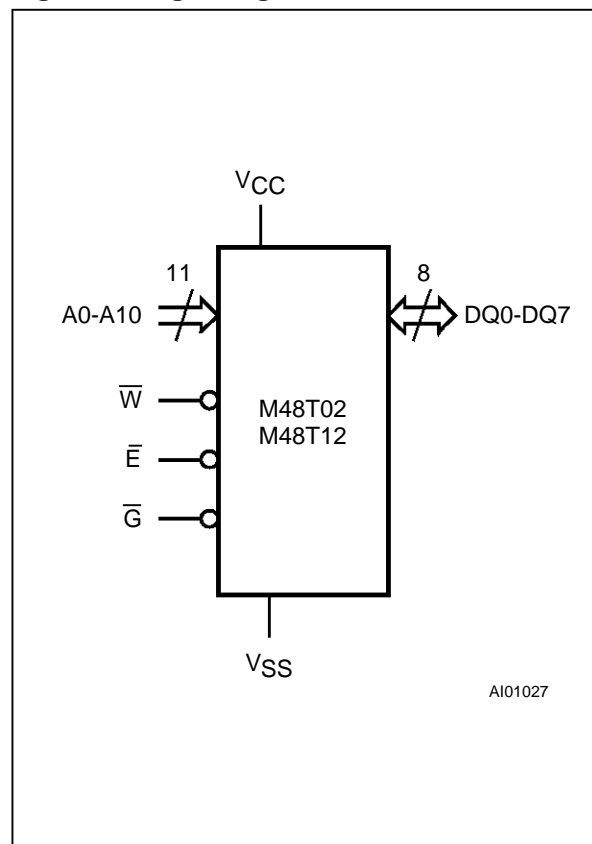 VCC
11
8
A0-A10
DQ0-DQ7
W̅
M48T02
M48T12
E̅
G̅
VSS
AI01027